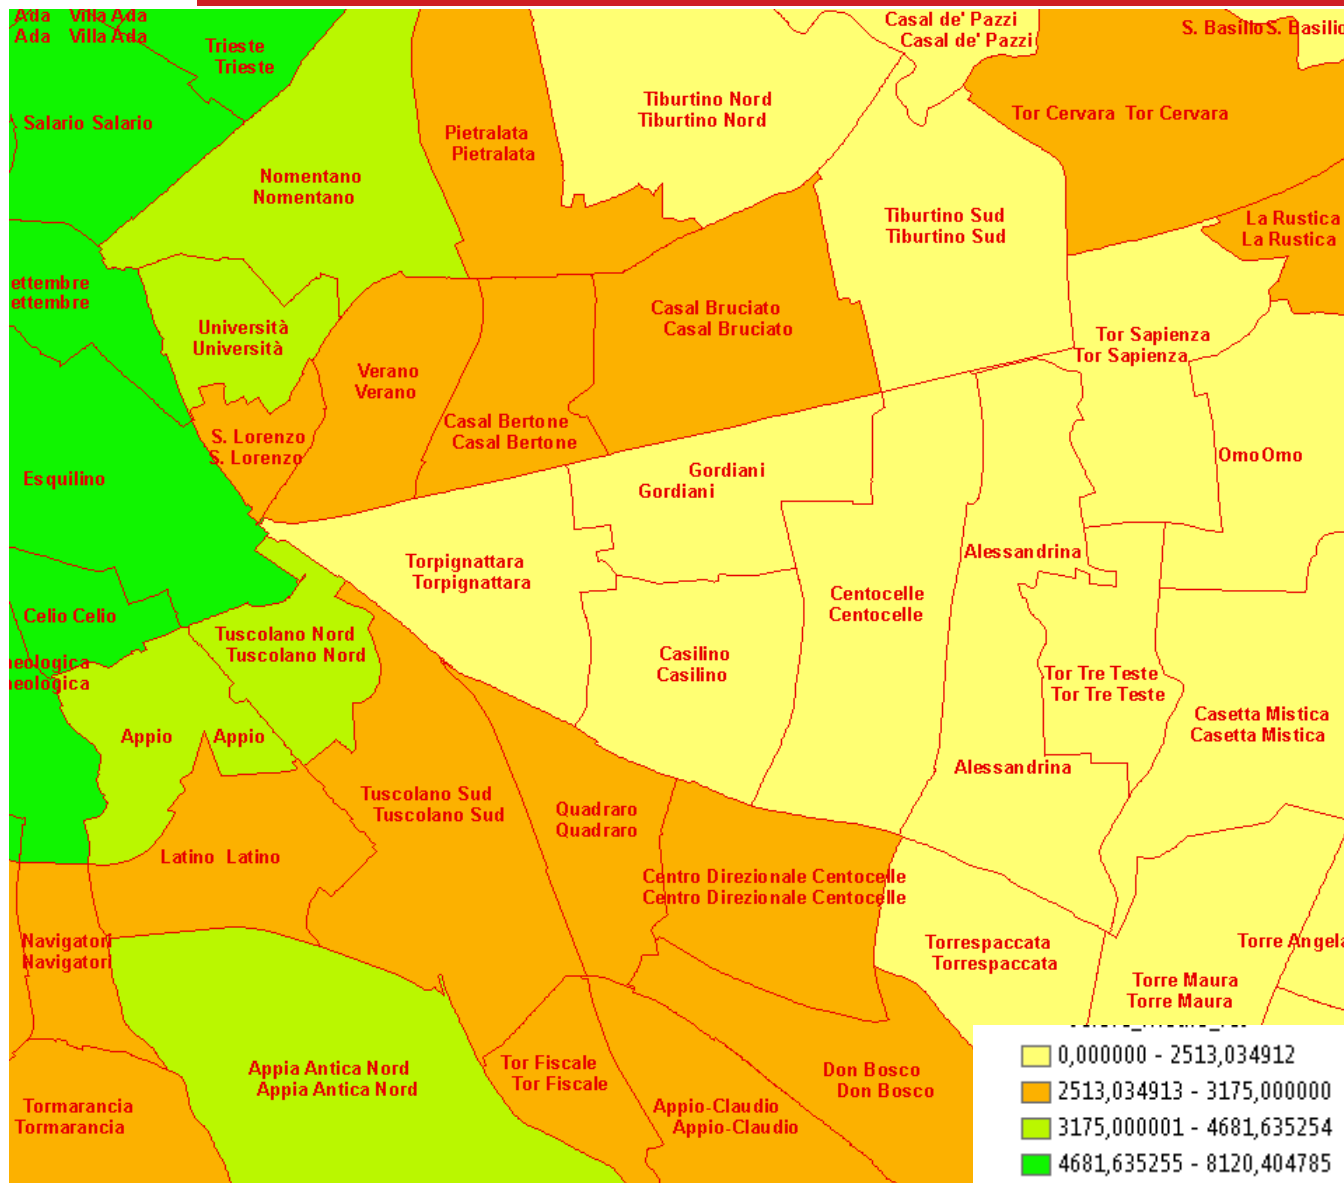 Ada Villa Ada
Ada Villa Ada
Trieste
Trieste
Casal de' Pazzi
Casal de' Pazzi
S. Basilio S. Basilio
Salario Salario
Tiburtino Nord
Tiburtino Nord
Tor Cervara Tor Cervara
Pietralata
Pietralata
Nomentano
Nomentano
Tiburtino Sud
Tiburtino Sud
La Rustica
La Rustica
ettembre
ettembre
Università
Università
Casal Bruciato
Casal Bruciato
Tor Sapienza
Tor Sapienza
Verano
Verano
Casal Bertone
Casal Bertone
S. Lorenzo
S. Lorenzo
Omo Omo
Esquilino
Gordiani
Gordiani
Alessandrina
Torpignattara
Torpignattara
Centocelle
Centocelle
Celio Celio
Tuscolano Nord
Tuscolano Nord
neologica
neologica
Casilino
Casilino
Tor Tre Teste
Tor Tre Teste
Casetta Mistica
Casetta Mistica
Appio Appio
Alessandrina
Tuscolano Sud
Tuscolano Sud
Quadraro
Quadraro
Latino Latino
Centro Direzionale Centocelle
Centro Direzionale Centocelle
Navigatori
Navigatori
Torrespaccata
Torrespaccata
Torre Angela
Torre Maura
Torre Maura
Appia Antica Nord
Appia Antica Nord
Tor Fiscale
Tor Fiscale
Don Bosco
Don Bosco
Tormarancia
Tormarancia
Appio-Claudio
Appio-Claudio
0,000000 - 2513,034912
2513,034913 - 3175,000000
3175,000001 - 4681,635254
4681,635255 - 8120,404785